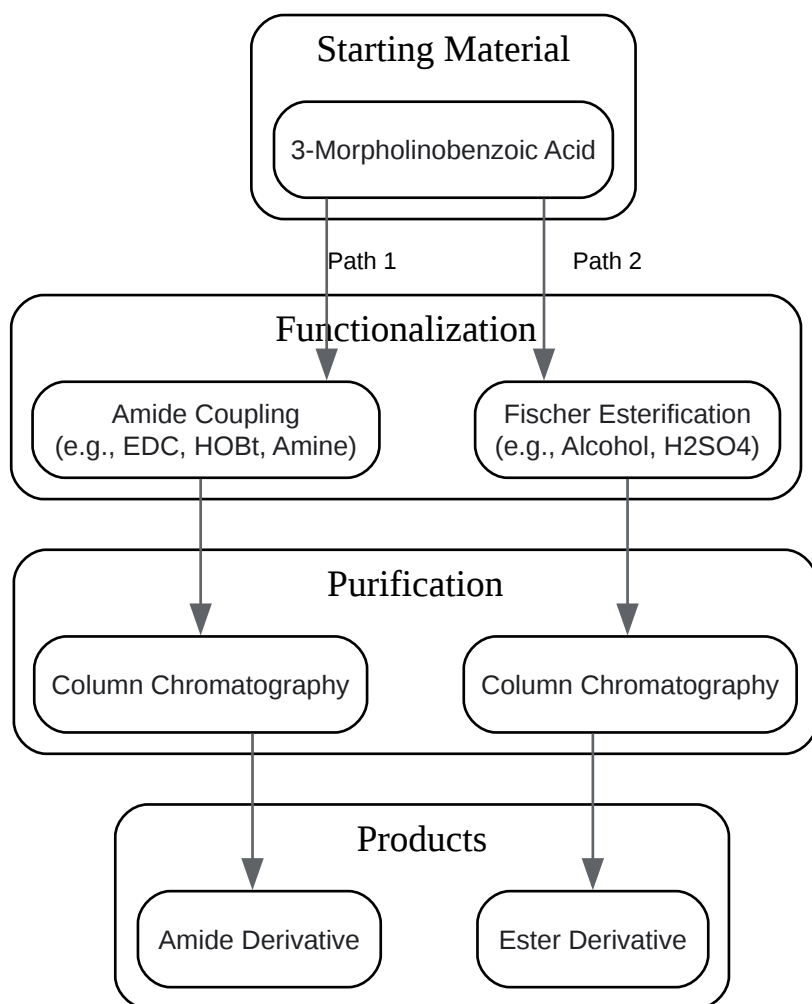 Starting Material
3-Morpholinobenzoic Acid
Path 1
Path 2
Functionalization
Amide Coupling
(e.g., EDC, HOBt, Amine)
Fischer Esterification
(e.g., Alcohol, H2SO4)
Purification
Column Chromatography
Column Chromatography
Products
Amide Derivative
Ester Derivative